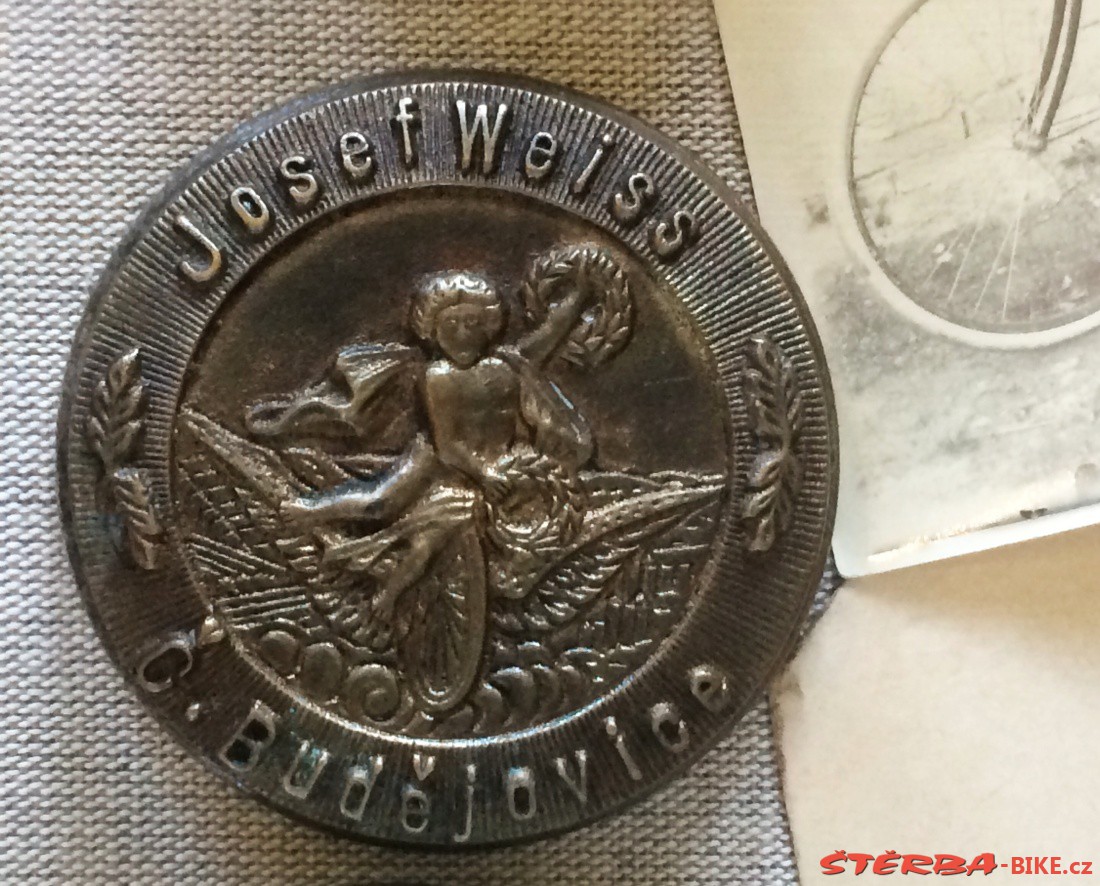 Josef Weiss
Č. Budějovice
ŠTĚRBA-BIKE.cz